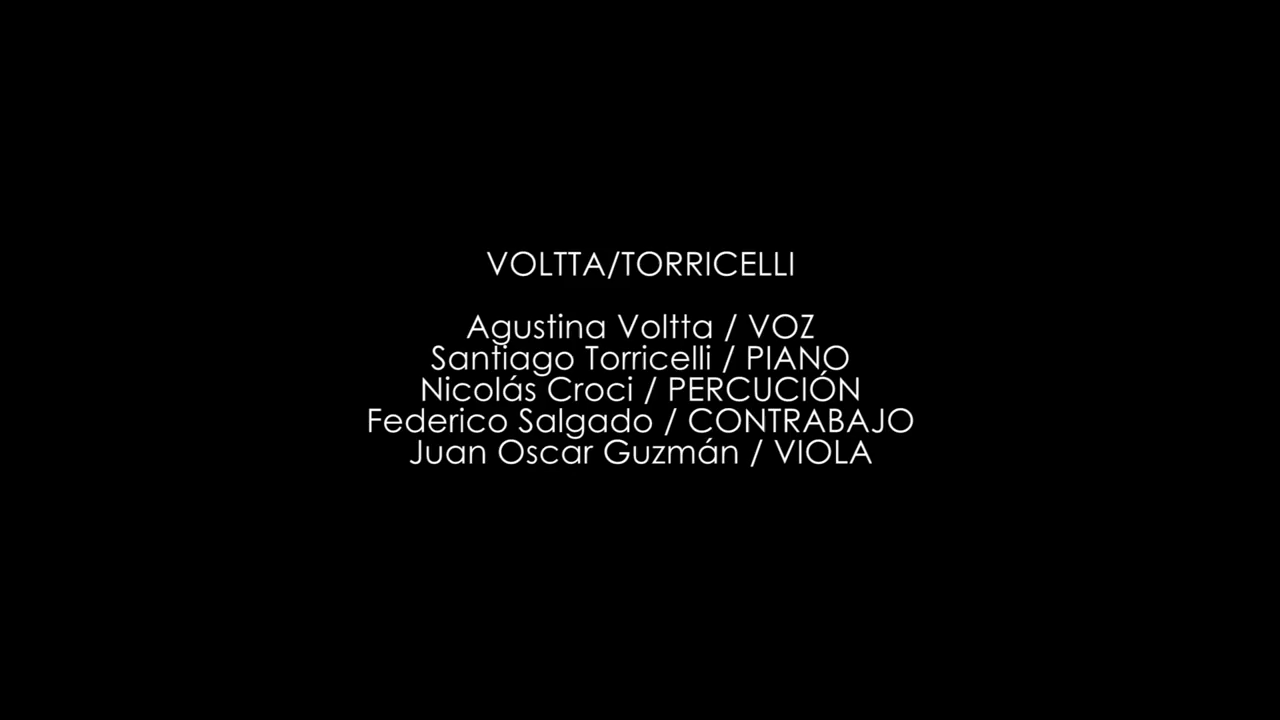 VOLTTA/TORRICELLI
Agustina Voltta / VOZ
Santiago Torricelli / PIANO
Nicolás Croci / PERCUCIÓN
Federico Salgado / CONTRABAJO
Juan Oscar Guzmán / VIOLA